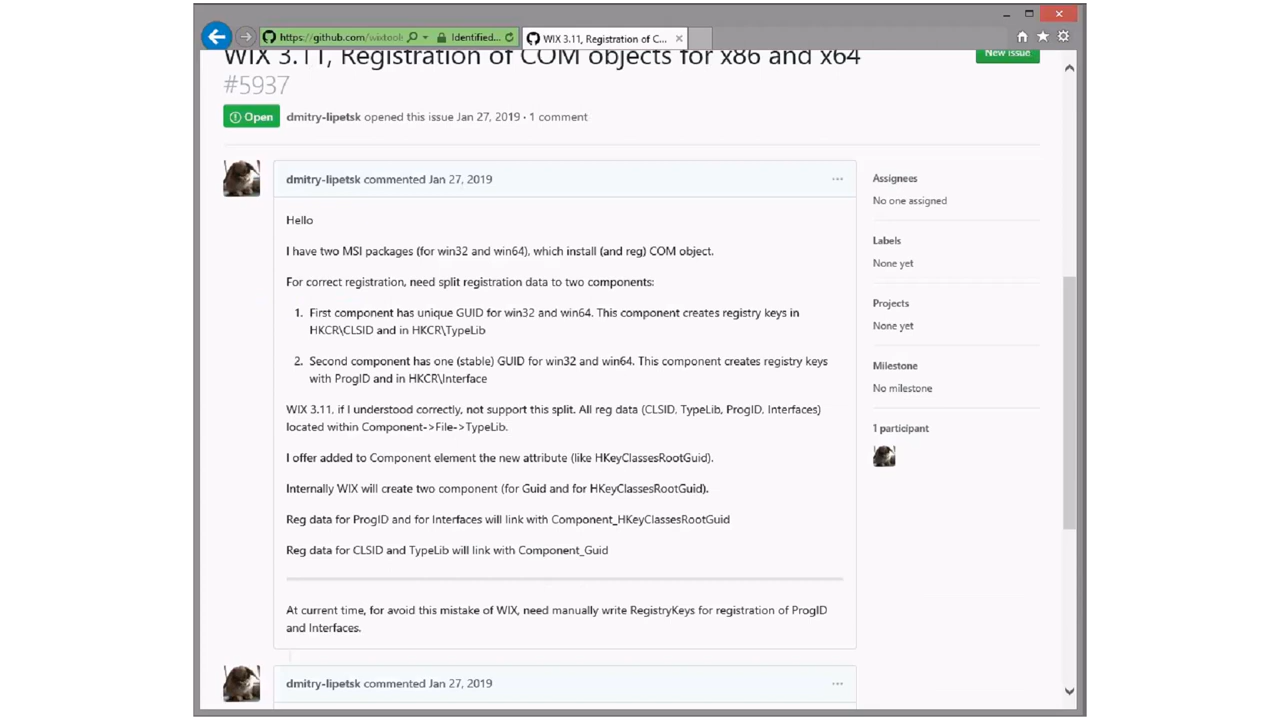 https://github.com/wixtools
Identified...
WIX 3.11, Registration of C...
WIX 3.11, Registration of COM objects for x86 and x64
New issue
#5937
Open
dmitry-lipetsk opened this issue Jan 27, 2019 · 1 comment
dmitry-lipetsk commented Jan 27, 2019
Hello
I have two MSI packages (for win32 and win64), which install (and reg) COM object.
For correct registration, need split registration data to two components:
1. First component has unique GUID for win32 and win64. This component creates registry keys in
HKCR\CLSID and in HKCR\TypeLib
2. Second component has one (stable) GUID for win32 and win64. This component creates registry keys
with ProgID and in HKCR\Interface
WIX 3.11, if I understood correctly, not support this split. All reg data (CLSID, TypeLib, ProgID, Interfaces)
located within Component->File->TypeLib.
I offer added to Component element the new attribute (like HKeyClassesRootGuid).
Internally WIX will create two component (for Guid and for HKeyClassesRootGuid).
Reg data for ProgID and for Interfaces will link with Component_HKeyClassesRootGuid
Reg data for CLSID and TypeLib will link with Component_Guid
At current time, for avoid this mistake of WIX, need manually write RegistryKeys for registration of ProgID
and Interfaces.
dmitry-lipetsk commented Jan 27, 2019
Assignees
No one assigned
Labels
None yet
Projects
None yet
Milestone
No milestone
1 participant